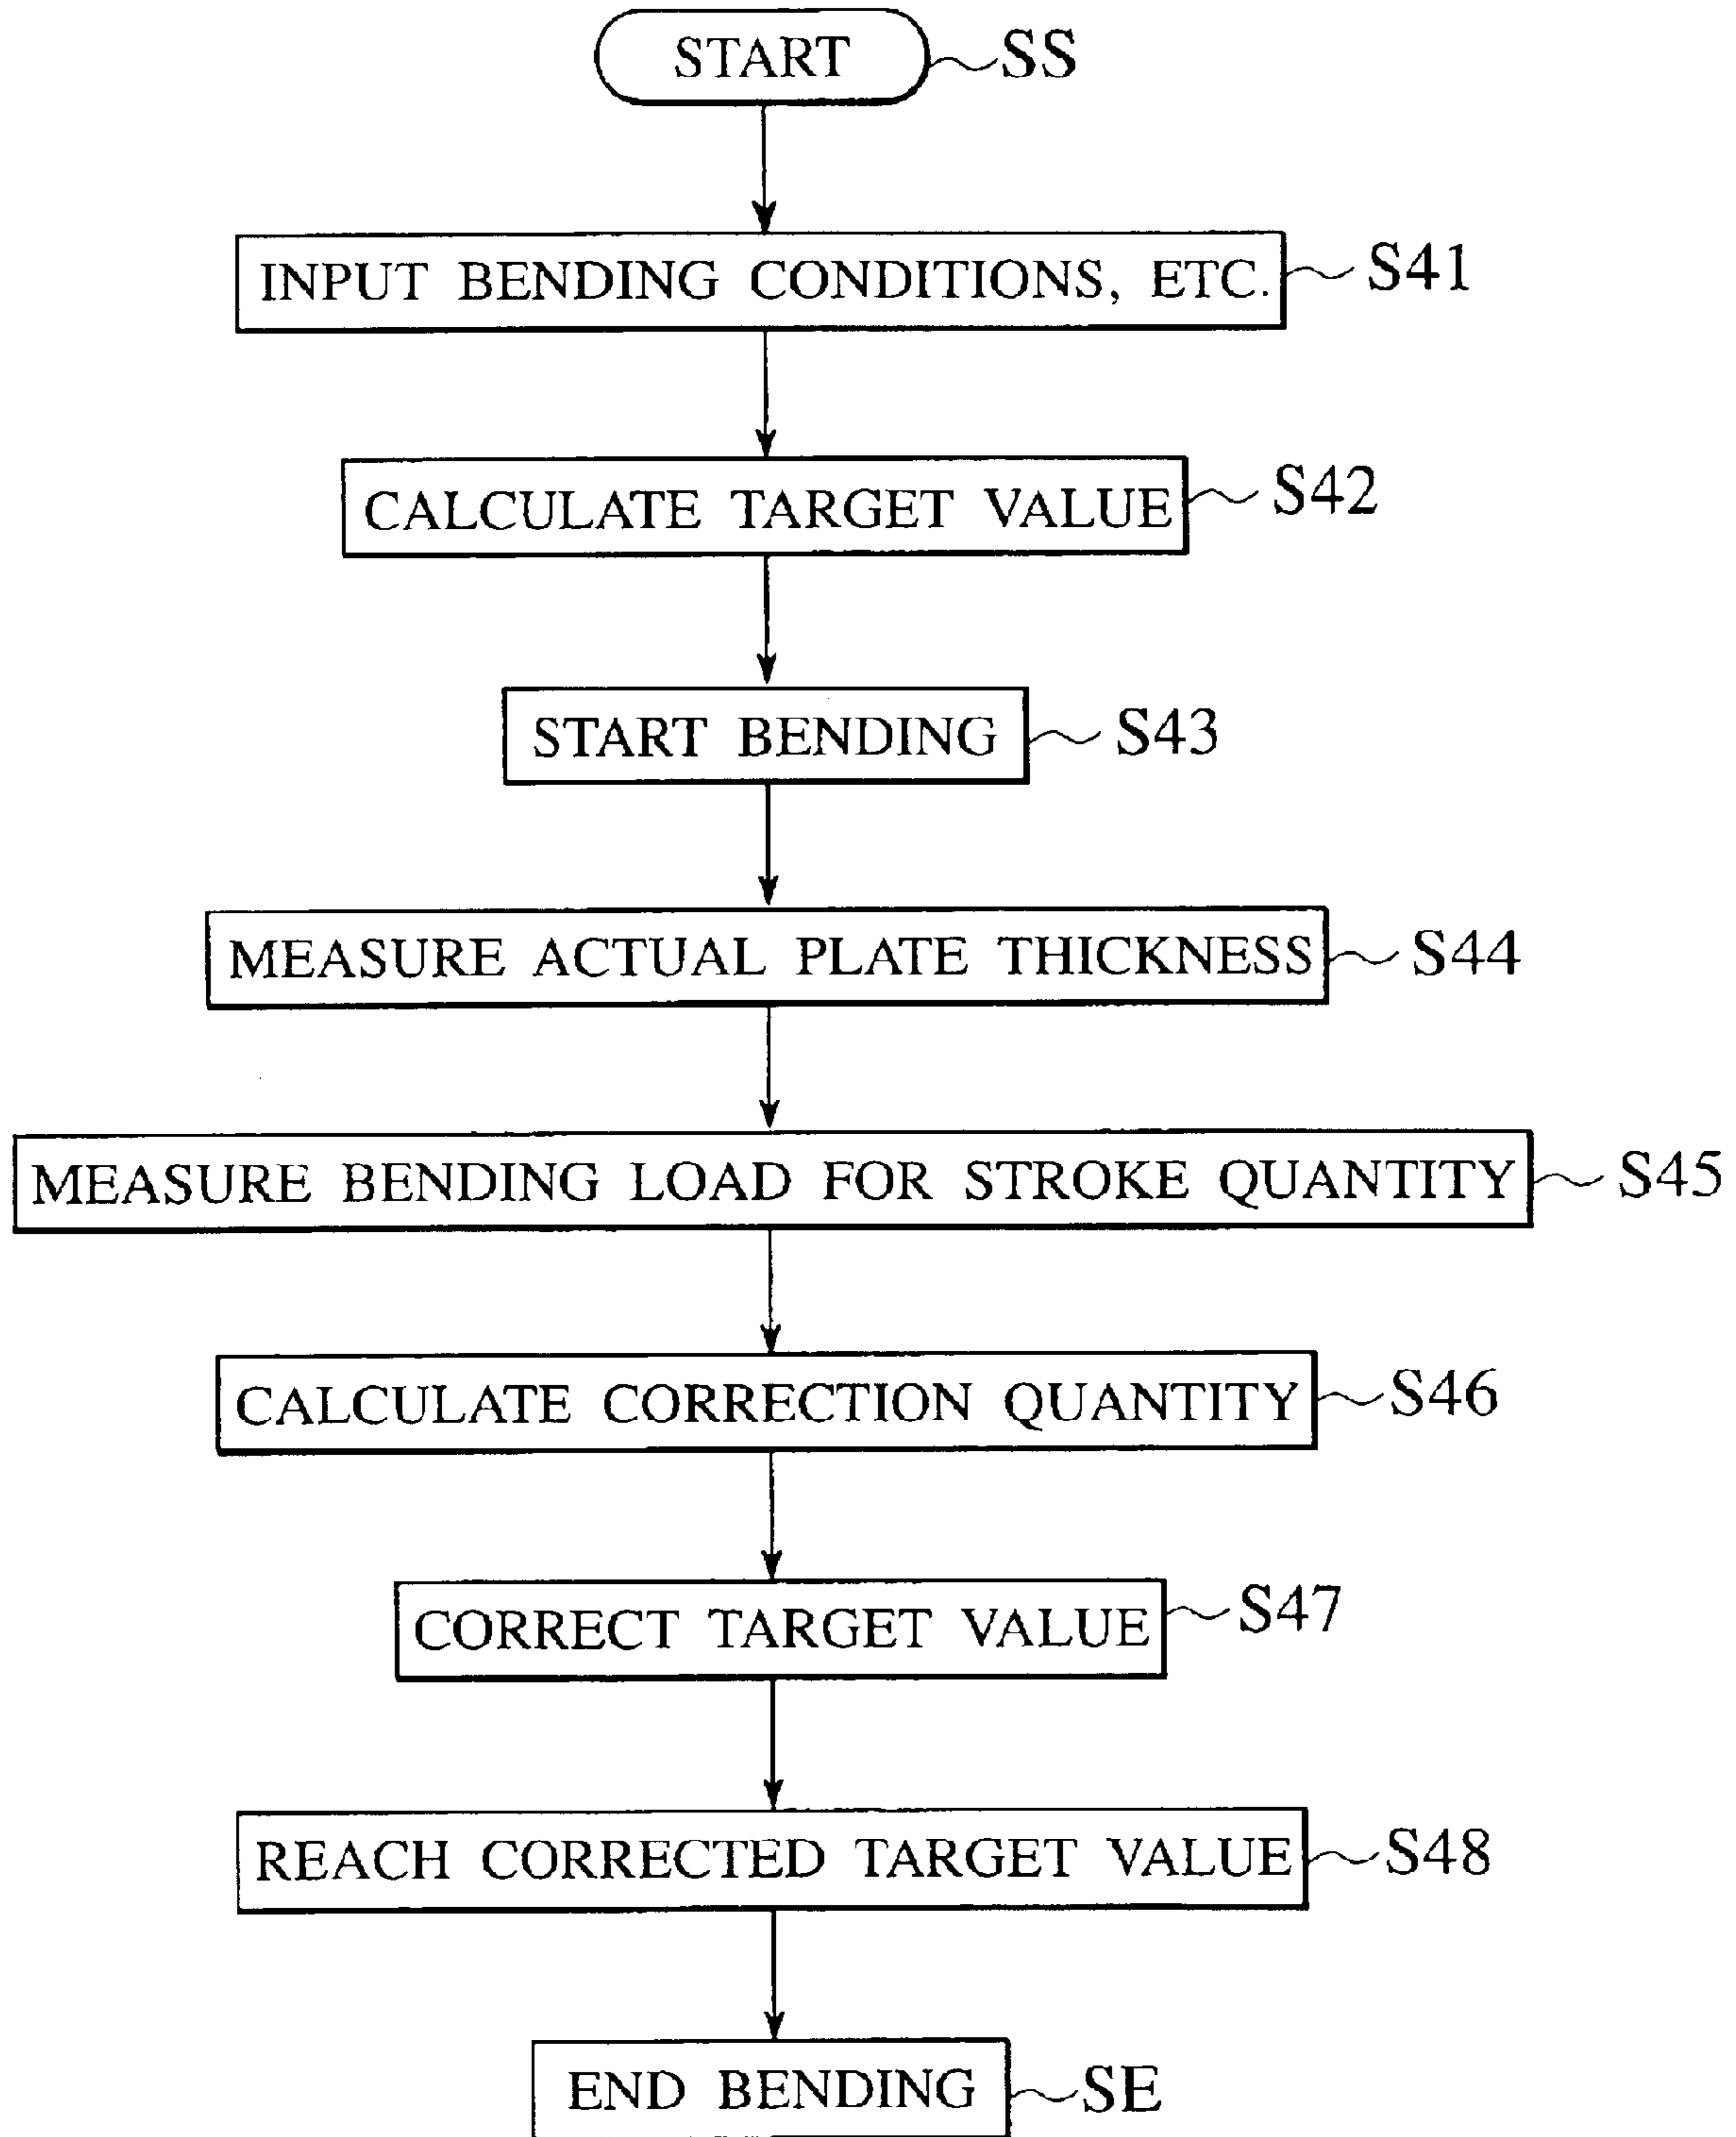 START SS
INPUT BENDING CONDITIONS, ETC. S41
CALCULATE TARGET VALUE S42
START BENDING S43
MEASURE ACTUAL PLATE THICKNESS S44
MEASURE BENDING LOAD FOR STROKE QUANTITY S45
CALCULATE CORRECTION QUANTITY S46
CORRECT TARGET VALUE S47
REACH CORRECTED TARGET VALUE S48
END BENDING SE